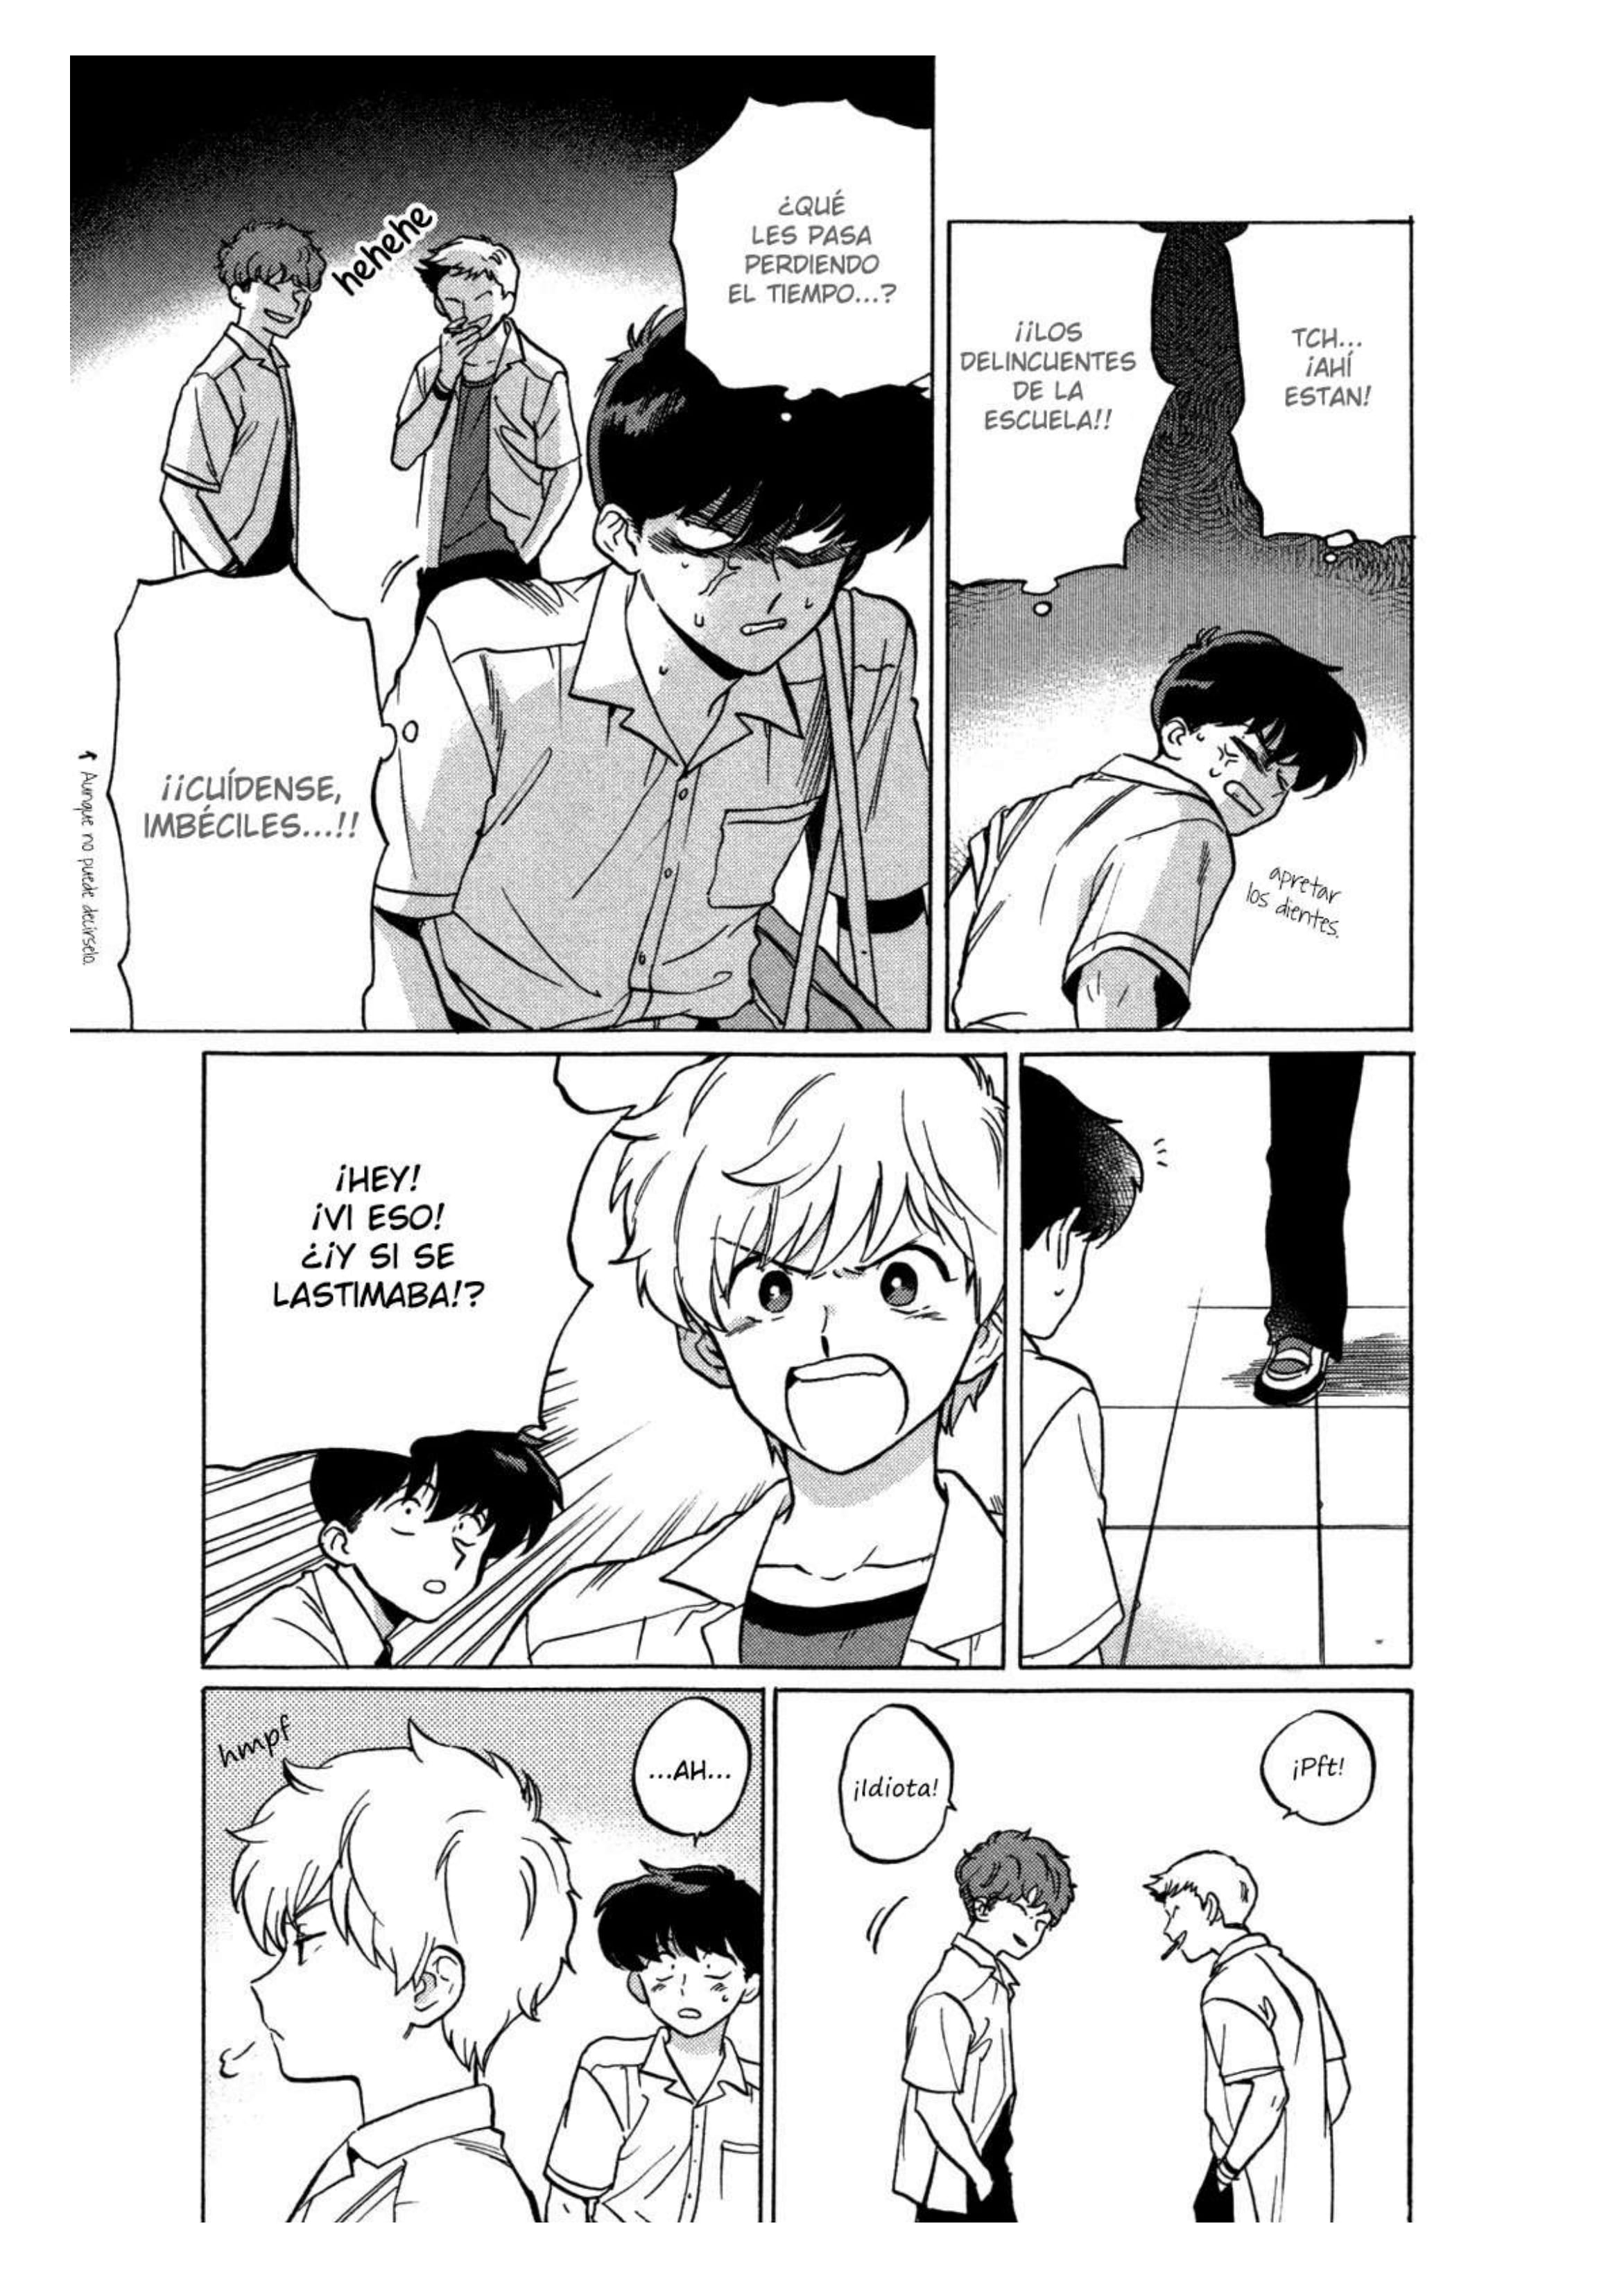 TCH...
¡AHÍ
ESTAN!
¡¡LOS
DELINCUENTES
DE LA
ESCUELA!!
apretar
los dientes.
¿QUÉ
LES PASA
PERDIENDO
EL TIEMPO...?
hehehe
¡¡CUÍDENSE,
IMBÉCILES...!!
Aunque no puede decírselo.
¡HEY!
¡VI ESO!
¿¡Y SI SE
LASTIMABA!?
¡Pft!
¡Idiota!
...AH...
hmpf